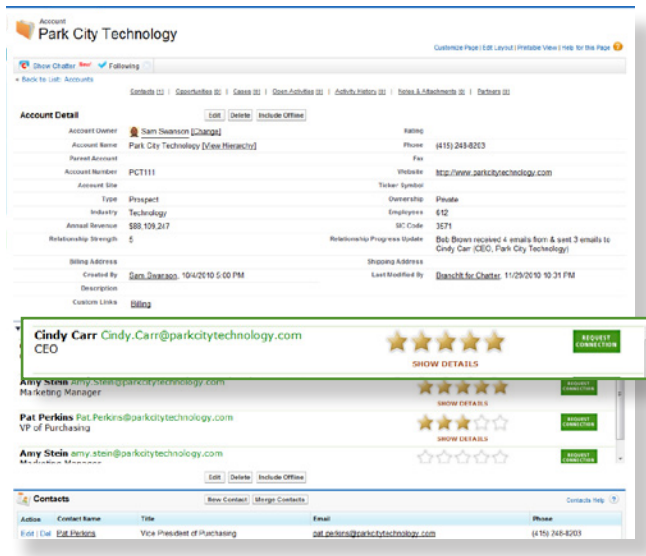 Account
Park City Technology
Customize Page | Edit Layout | Printable View | Help for this Page
Show Chatter New! Following
« Back to List: Accounts
Contacts [1] | Opportunities [0] | Cases [0] | Open Activities [0] | Activity History [0] | Notes & Attachments [0] | Partners [0]
Account Detail Edit Delete Include Offline
Account Owner Sam Swanson [Change] Rating
Account Name Park City Technology [View Hierarchy] Phone (415) 248-8203
Parent Account Fax
Account Number PCT111 Website http://www.parkcitytechnology.com
Account Site Ticker Symbol
Type Prospect Ownership Private
Industry Technology Employees 612
Annual Revenue $88,109,247 SIC Code 3571
Relationship Strength 5 Relationship Progress Update Bob Brown received 4 emails from & sent 3 emails to
Cindy Carr (CEO, Park City Technology)
Billing Address Shipping Address
Created By Sam Swanson, 10/4/2010 5:00 PM Last Modified By BranchIt for Chatter, 11/29/2010 10:31 PM
Description
Custom Links Billing
Cindy Carr Cindy.Carr@parkcitytechnology.com REQUEST
CEO CONNECTION
SHOW DETAILS
Amy Stein Amy.Stein@parkcitytechnology.com REQUEST
Marketing Manager CONNECTION
SHOW DETAILS
Pat Perkins Pat.Perkins@parkcitytechnology.com REQUEST
VP of Purchasing CONNECTION
SHOW DETAILS
Amy Stein amy.stein@parkcitytechnology.com REQUEST
Marketing Manager CONNECTION
Edit Delete Include Offline
Contacts New Contact Merge Contacts Contacts Help
Action Contact Name Title Email Phone
Edit | Del Pat Perkins Vice President of Purchasing pat.perkins@parkcitytechnology.com (415) 248-8203